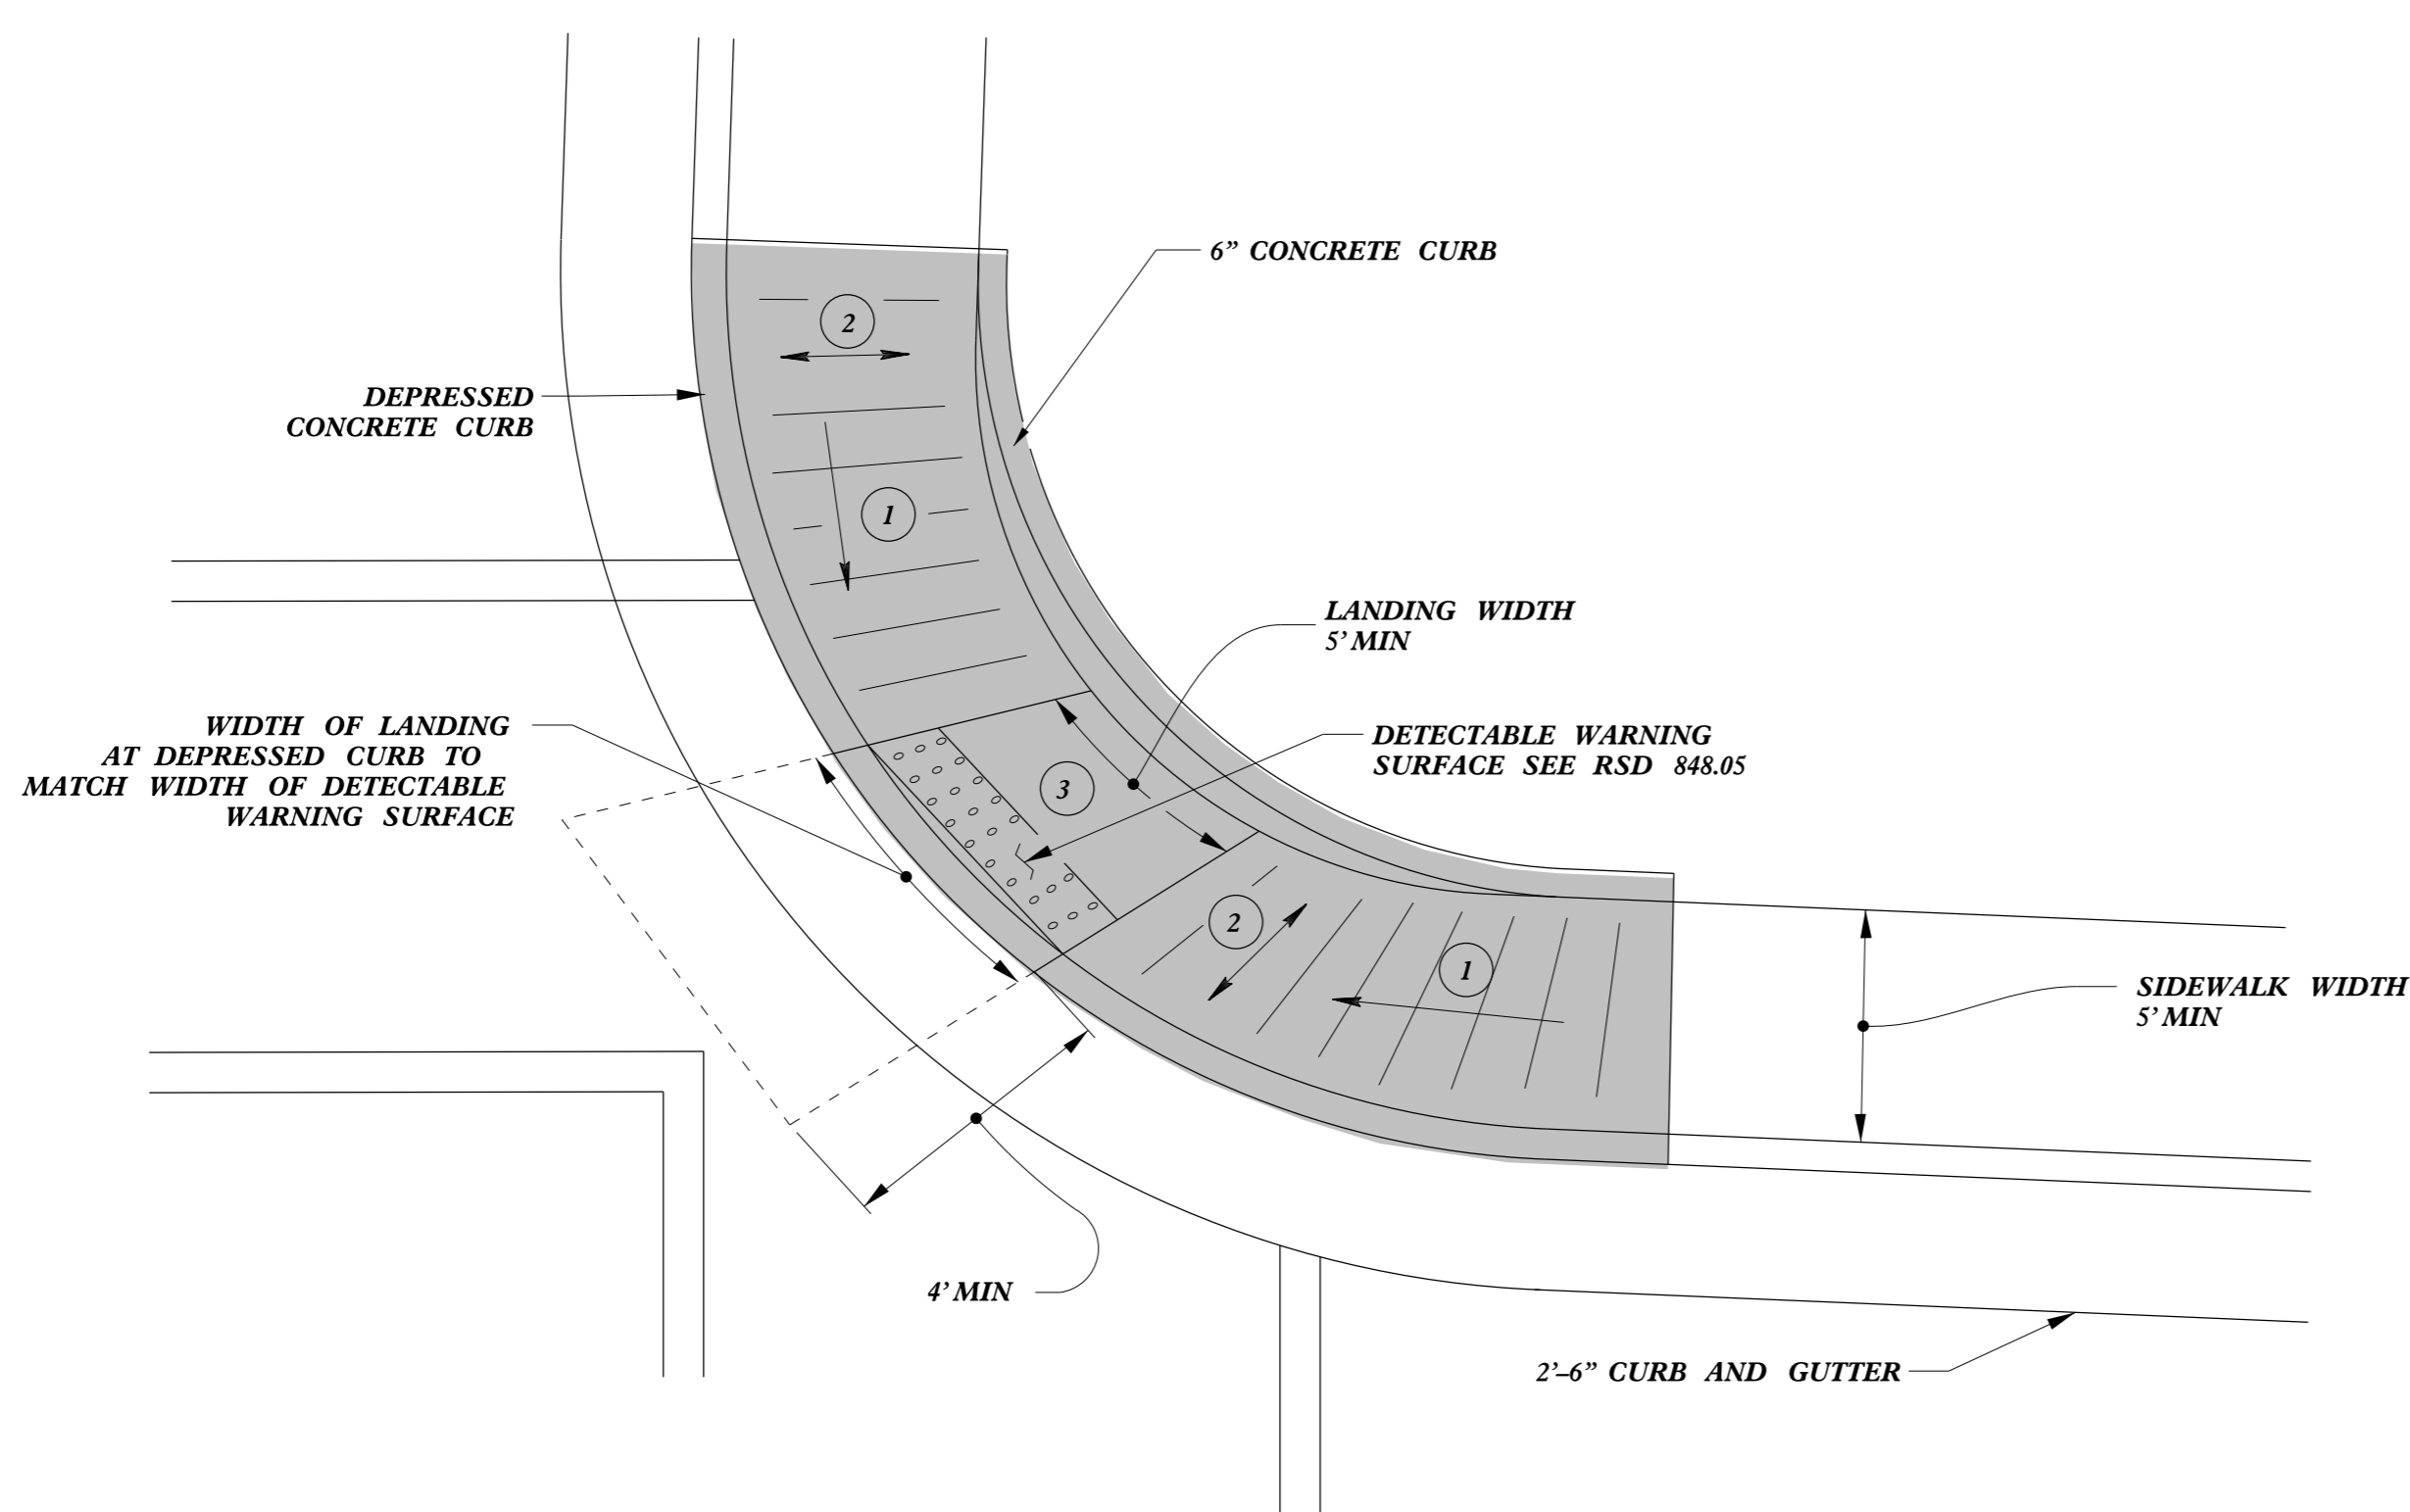 6” CONCRETE CURB
2
DEPRESSED
CONCRETE CURB
1
LANDING WIDTH
5’ MIN
WIDTH OF LANDING
AT DEPRESSED CURB TO
MATCH WIDTH OF DETECTABLE
WARNING SURFACE
DETECTABLE WARNING
SURFACE SEE RSD 848.05
3
2
1
SIDEWALK WIDTH
5’ MIN
4’ MIN
2’–6” CURB AND GUTTER